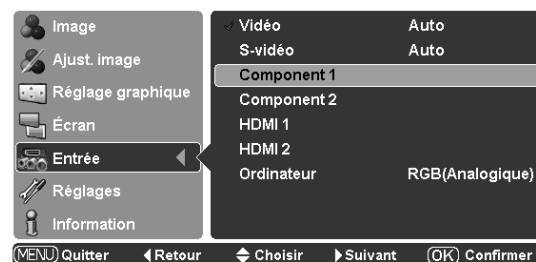 Image
Ajust. image
Réglage graphique
Écran
Entrée
Réglages
Information
Vidéo Auto
S-vidéo Auto
Component 1
Component 2
HDMI 1
HDMI 2
Ordinateur RGB(Analogique)
MENU Quitter Retour Choisir Suivant OK Confirmer